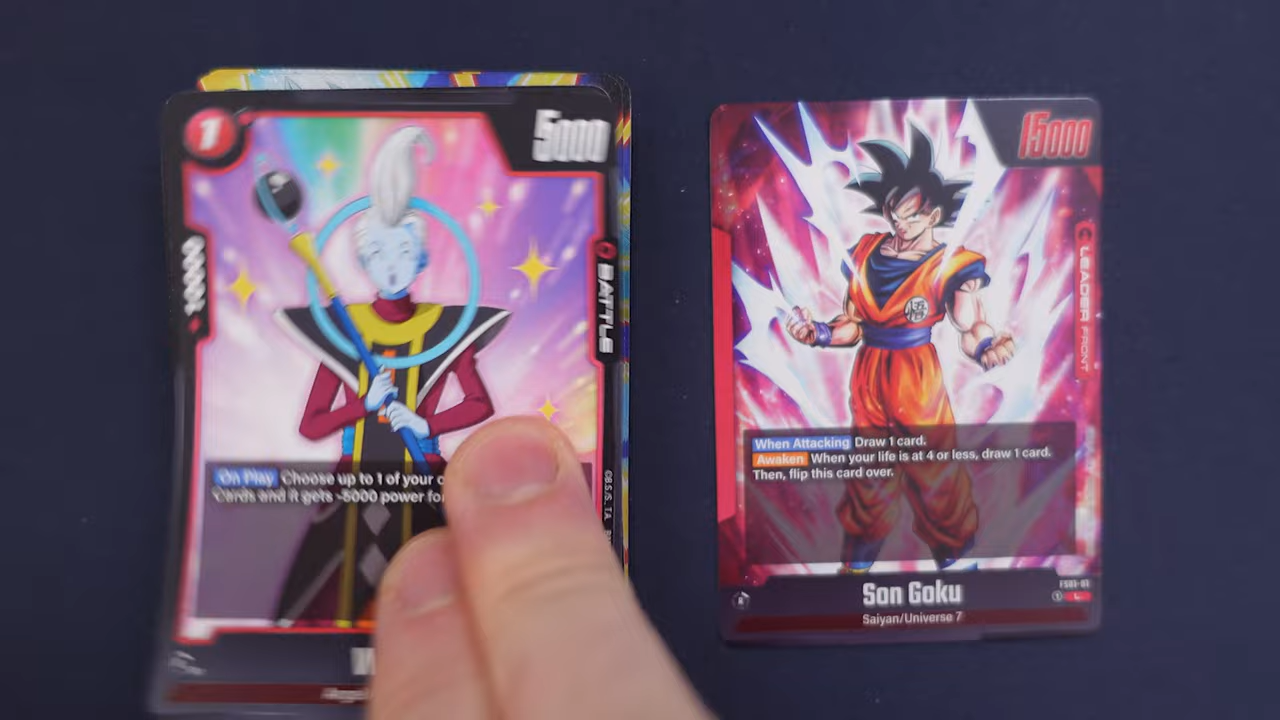 1
5000
BATTLE
On Play Choose up to 1 of your
Cards and it gets -5000 power
15000
LEADER FRONT
When Attacking Draw 1 card.
Awaken When your life is at 4 or less, draw 1 card.
Then, flip this card over.
Son Goku
Saiyan/Universe 7
FS01-01
L